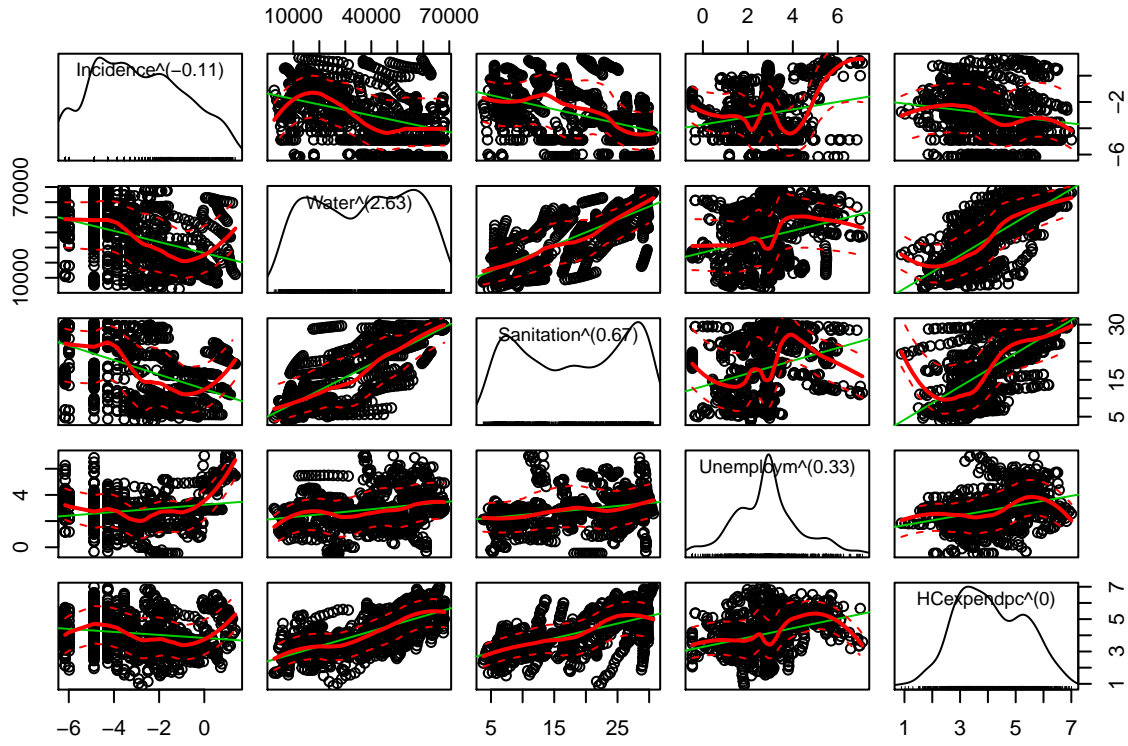 10000 40000 70000 0 2 4 6
Incidence^(−0.11)
−6 −2
10000 70000
Water^(2.63)
Sanitation^(0.67)
5 15 30
0 4
Unemploym^(0.33)
HCexpendpc^(0)
1 3 5 7
−6 −4 −2 0 5 15 25 1 3 5 7